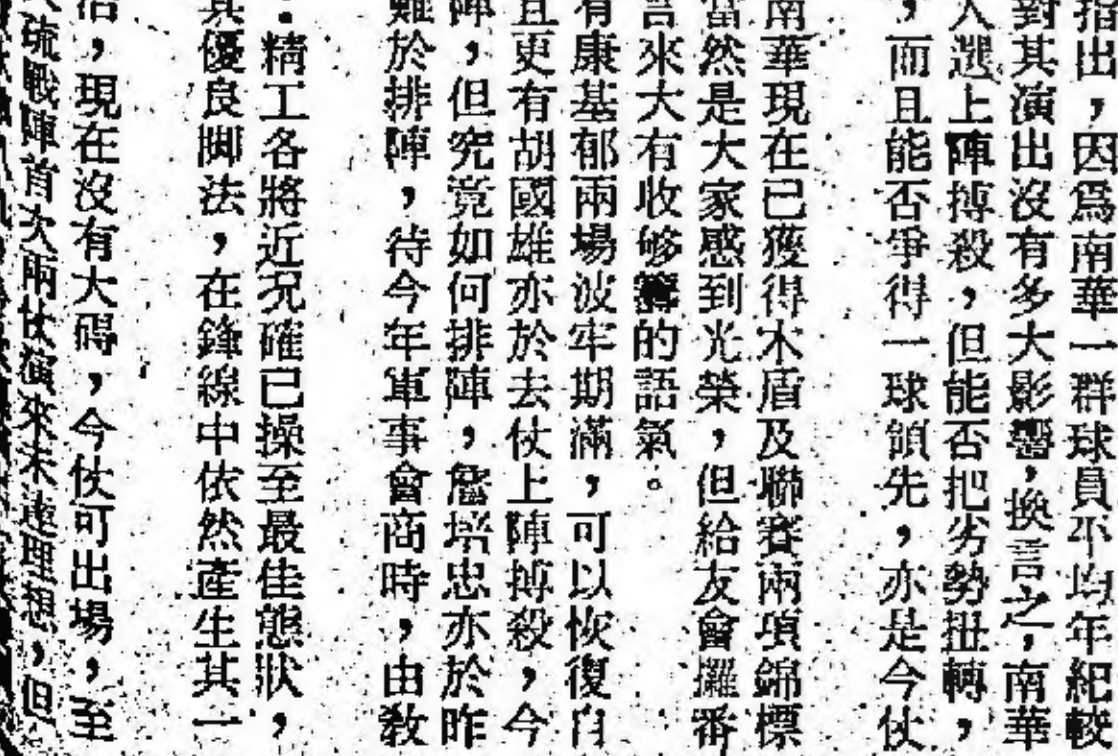 指出，因爲南華一群球員平均年紀較
對其演出沒有多大影響，換言之，南華
入選上陣搏殺，但能否把劣勢扭轉，
，而且能否爭得一球領先，亦是今仗
南華現在已獲得木盾及聯賽兩項錦標
當然是大家感到光榮，但給友會攞番
言來大有收够的語氣。
有康基郁兩場波牢期滿，可以恢復自
且更有胡國雄亦於去仗上陣搏殺，今
陣，但究竟如何排陣，詹培忠亦於昨
難於排陣，待今年軍事會商時，由教
：精工各將近况確已操至最佳態狀，
其優良脚法，在鋒線中依然產生其一
，現在沒有大碍，今仗可出場，至
琉戰陣首次兩仗演來未達理想，但